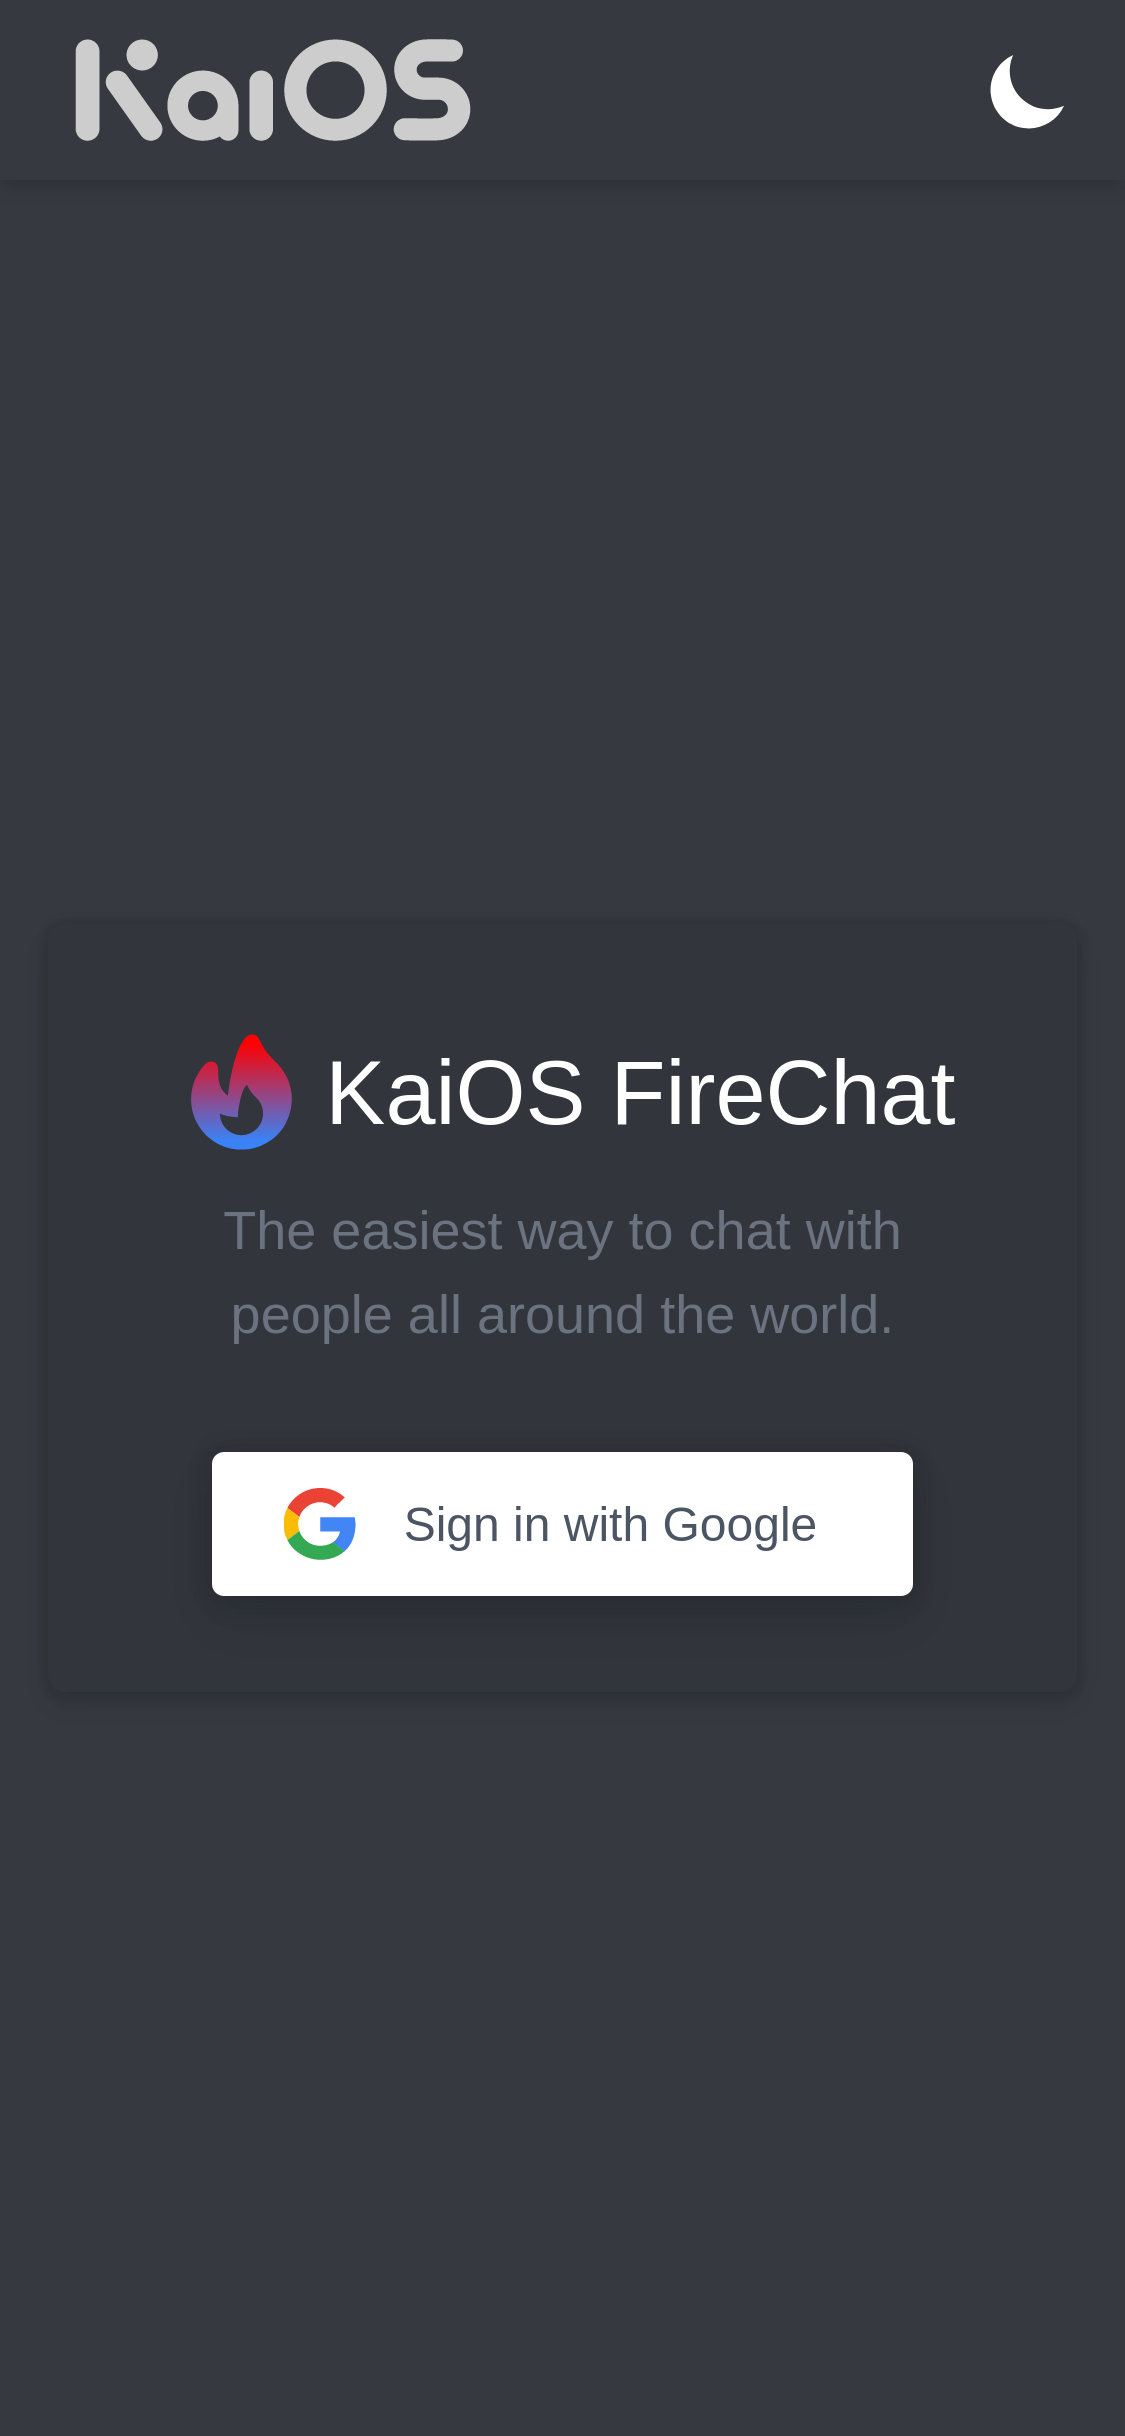 KaiOS
KaiOS FireChat
The easiest way to chat with
people all around the world.
Sign in with Google